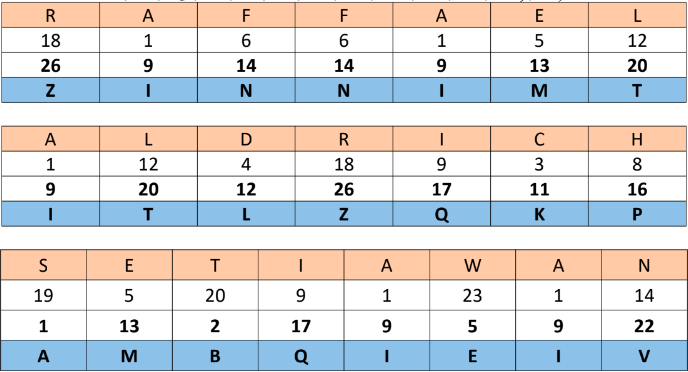 R A F F A E L
18 1 6 6 1 5 12
26 9 14 14 9 13 20
Z I N N I M T
A L D R I C H
1 12 4 18 9 3 8
9 20 12 26 17 11 16
I T L Z Q K P
S E T I A W A N
19 5 20 9 1 23 1 14
1 13 2 17 9 5 9 22
A M B Q I E I V